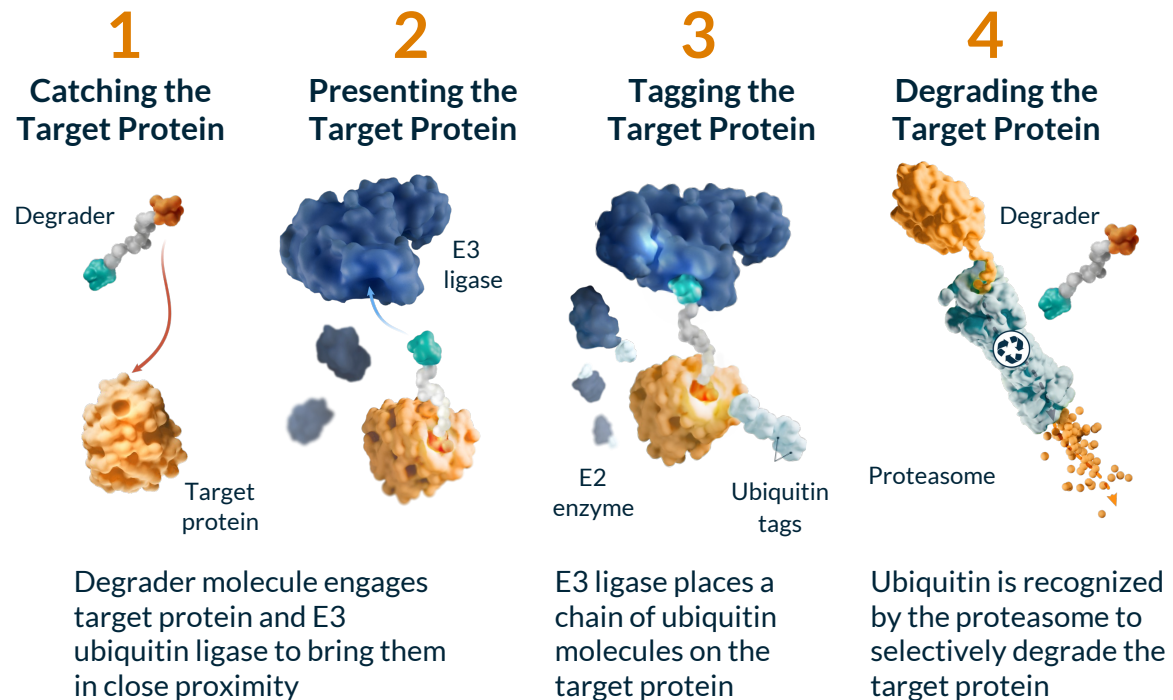 1
Catching the
Target Protein
Degrader
Target
protein
2
Presenting the
Target Protein
E3
ligase
Degrader molecule engages
target protein and E3
ubiquitin ligase to bring them
in close proximity
3
Tagging the
Target Protein
E2
enzyme
Ubiquitin
tags
E3 ligase places a
chain of ubiquitin
molecules on the
target protein
4
Degrading the
Target Protein
Degrader
Proteasome
Ubiquitin is recognized
by the proteasome to
selectively degrade the
target protein